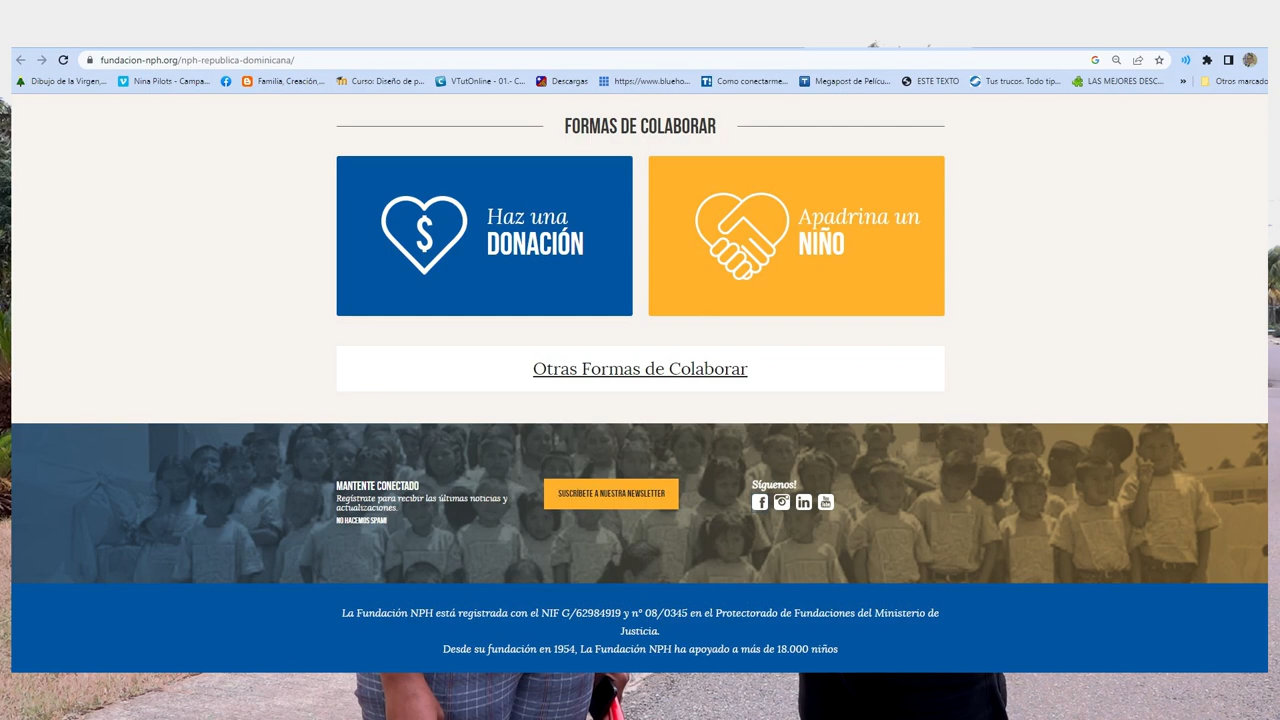 fundacion-nph.org/nph-republica-dominicana/
Dibujo de la Virgen,...
Nina Pilots - Campa...
Familia, Creación,...
Curso: Diseño de p...
VTutOnline - 01.- C...
Descargas
https://www.blueho...
Como conectarme...
Megapost de Pelícu...
ESTE TEXTO
Tus trucos. Todo tip...
LAS MEJORES DESC...
»
Otros marcado
FORMAS DE COLABORAR
Haz una
DONACIÓN
Apadrina un
NIÑO
Otras Formas de Colaborar
MANTENTE CONECTADO
Regístrate para recibir las últimas noticias y
actualizaciones.
NO HACEMOS SPAM!
SUSCRÍBETE A NUESTRA NEWSLETTER
Síguenos!
La Fundación NPH está registrada con el NIF G/62984919 y nº 08/0345 en el Protectorado de Fundaciones del Ministerio de
Justicia.
Desde su fundación en 1954, La Fundación NPH ha apoyado a más de 18.000 niños